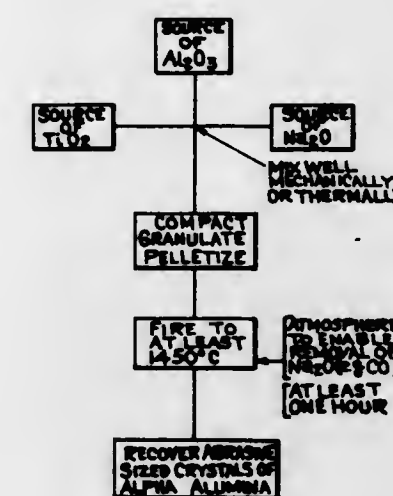 SOURCE
OF
Al2O3
SOURCE
OF
TiO2
SOURCE
OF
Na2O
MIX WELL
MECHANICALLY
OR THERMALLY
COMPACT
GRANULATE
PELLETIZE
FIRE TO
AT LEAST
1450°C
ATMOSPHERE
TO ENABLE
REMOVAL OF
AT LEAST
ONE HOUR
RECOVER ABRASIVE
SIZED CRYSTALS OF
ALPHA ALUMINA